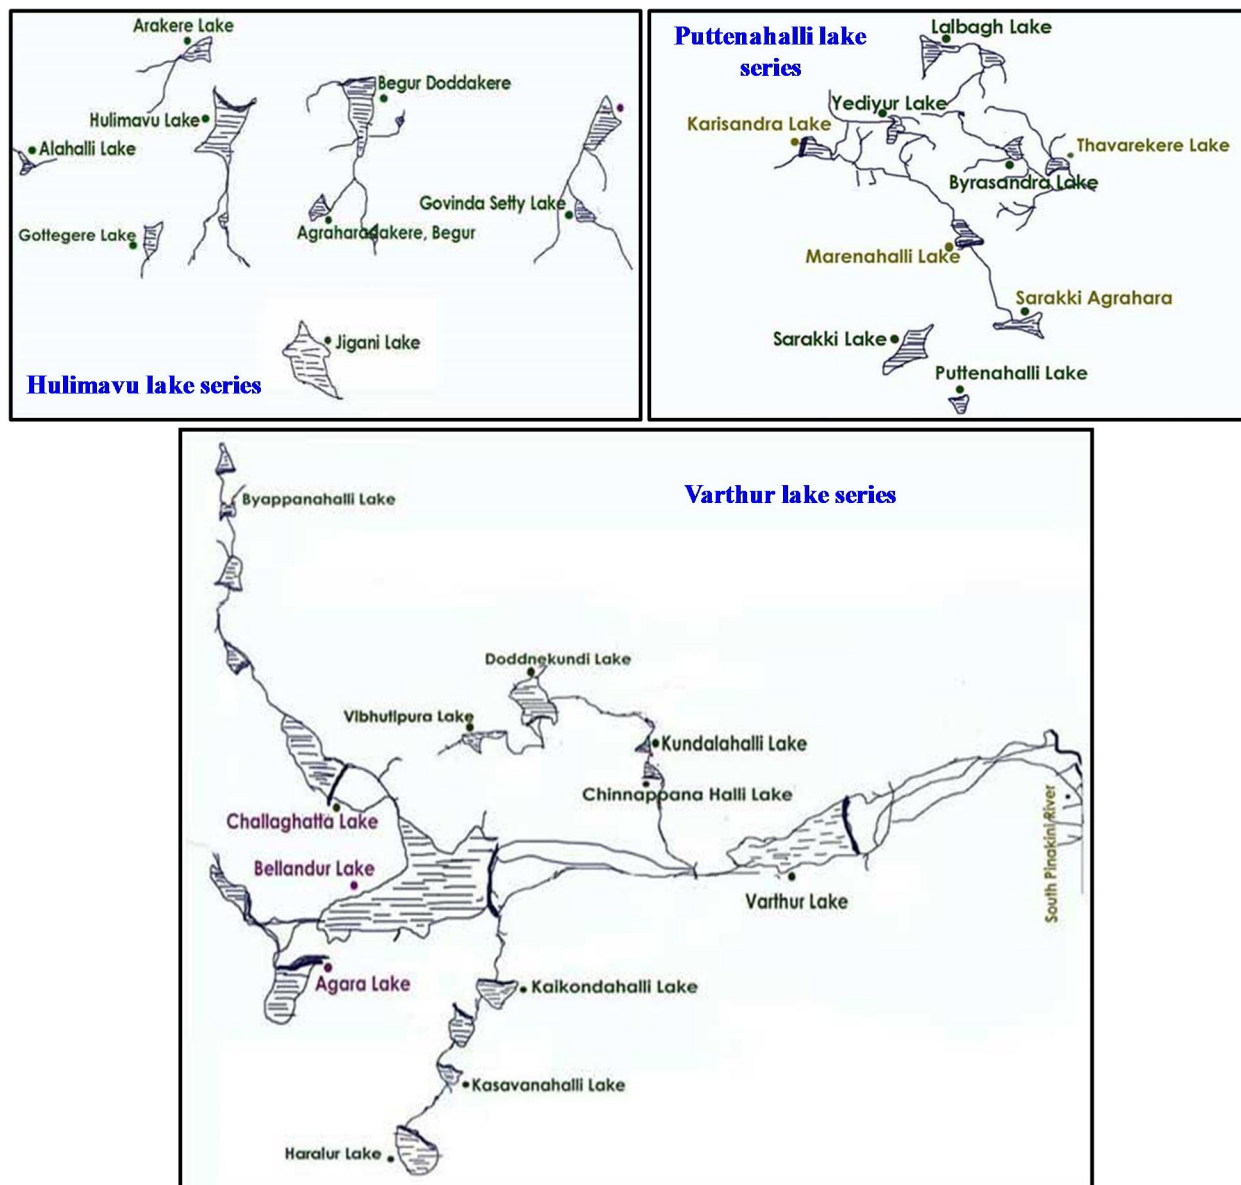 Arakere Lake
Begur Doddakere
Hulimavu Lake
Alahalli Lake
Govinda Setty Lake
Gottegere Lake
Agraharadakere, Begur
Jigani Lake
Hulimavu lake series
Puttenahalli lake
series
Lalbagh Lake
Yediyur Lake
Karisandra Lake
Thavarekere Lake
Byrasandra Lake
Marenahalli Lake
Sarakki Agrahara
Sarakki Lake
Puttenahalli Lake
Varthur lake series
Byappanahalli Lake
Doddnekundi Lake
Vibhutipura Lake
Kundalahalli Lake
Chinnappana Halli Lake
Challaghatta Lake
Bellandur Lake
Varthur Lake
South Pinakini River
Agara Lake
Kaikondahalli Lake
Kasavanahalli Lake
Haralur Lake